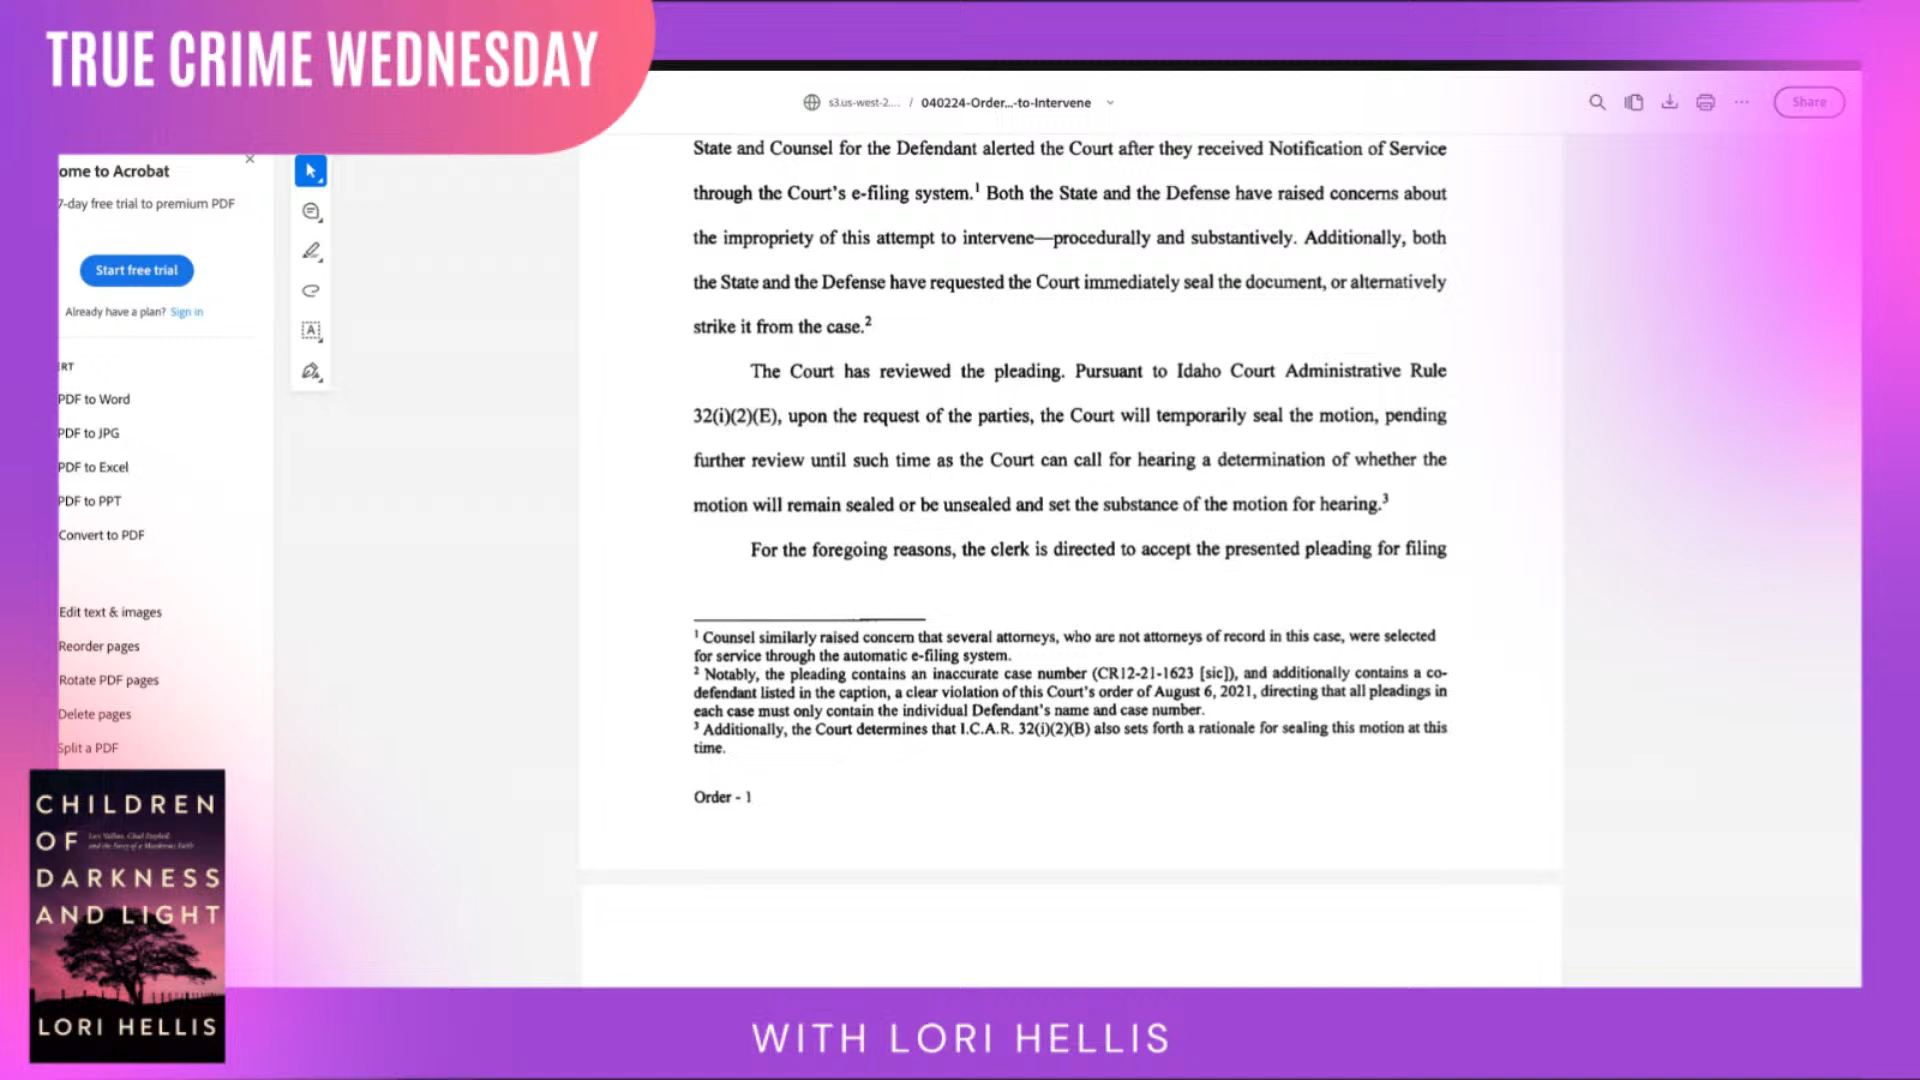 TRUE CRIME WEDNESDAY
s3.us-west-2.... / 040224-Order...-to-Intervene
Share
ome to Acrobat
7-day free trial to premium PDF
Start free trial
Already have a plan? Sign in
RT
PDF to Word
PDF to JPG
PDF to Excel
PDF to PPT
Convert to PDF
Edit text & images
Reorder pages
Rotate PDF pages
Delete pages
Split a PDF
State and Counsel for the Defendant alerted the Court after they received Notification of Service
through the Court's e-filing system.1 Both the State and the Defense have raised concerns about
the impropriety of this attempt to intervene—procedurally and substantively. Additionally, both
the State and the Defense have requested the Court immediately seal the document, or alternatively
strike it from the case.2
The Court has reviewed the pleading. Pursuant to Idaho Court Administrative Rule
32(i)(2)(E), upon the request of the parties, the Court will temporarily seal the motion, pending
further review until such time as the Court can call for hearing a determination of whether the
motion will remain sealed or be unsealed and set the substance of the motion for hearing.3
For the foregoing reasons, the clerk is directed to accept the presented pleading for filing
1 Counsel similarly raised concern that several attorneys, who are not attorneys of record in this case, were selected
for service through the automatic e-filing system.
2 Notably, the pleading contains an inaccurate case number (CR12-21-1623 [sic]), and additionally contains a co-
defendant listed in the caption, a clear violation of this Court's order of August 6, 2021, directing that all pleadings in
each case must only contain the individual Defendant's name and case number.
3 Additionally, the Court determines that I.C.A.R. 32(i)(2)(B) also sets forth a rationale for sealing this motion at this
time.
Order - 1
CHILDREN
OF
Lori Vallow, Chad Daybell,
and the Story of a Murderous Faith
DARKNESS
AND LIGHT
LORI HELLIS
WITH LORI HELLIS